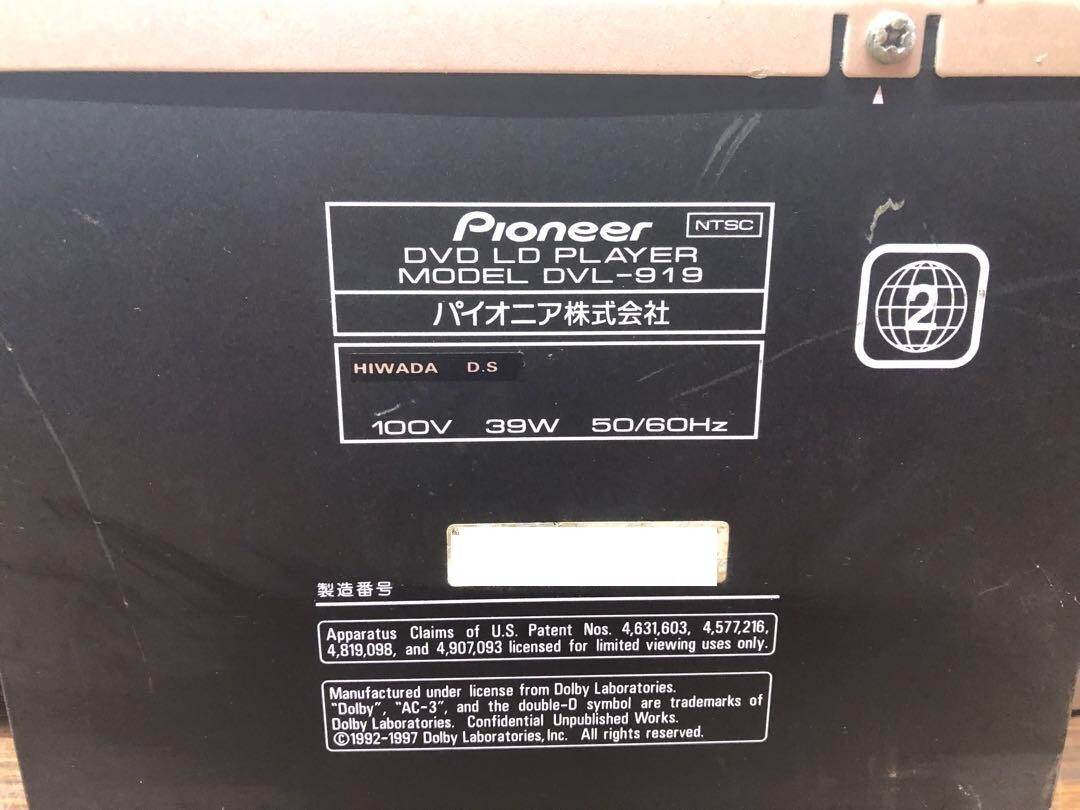 Pioneer NTSC
DVD LD PLAYER
MODEL DVL-919
パイオニア株式会社
2
HIWADA D.S
100V 39W 50/60Hz
製造番号
Apparatus Claims of U.S. Patent Nos. 4,631,603, 4,577,216,
4,819,098, and 4,907,093 licensed for limited viewing uses only.
Manufactured under license from Dolby Laboratories.
"Dolby", "AC-3", and the double-D symbol are trademarks of
Dolby Laboratories. Confidential Unpublished Works.
©1992-1997 Dolby Laboratories, Inc. All rights reserved.